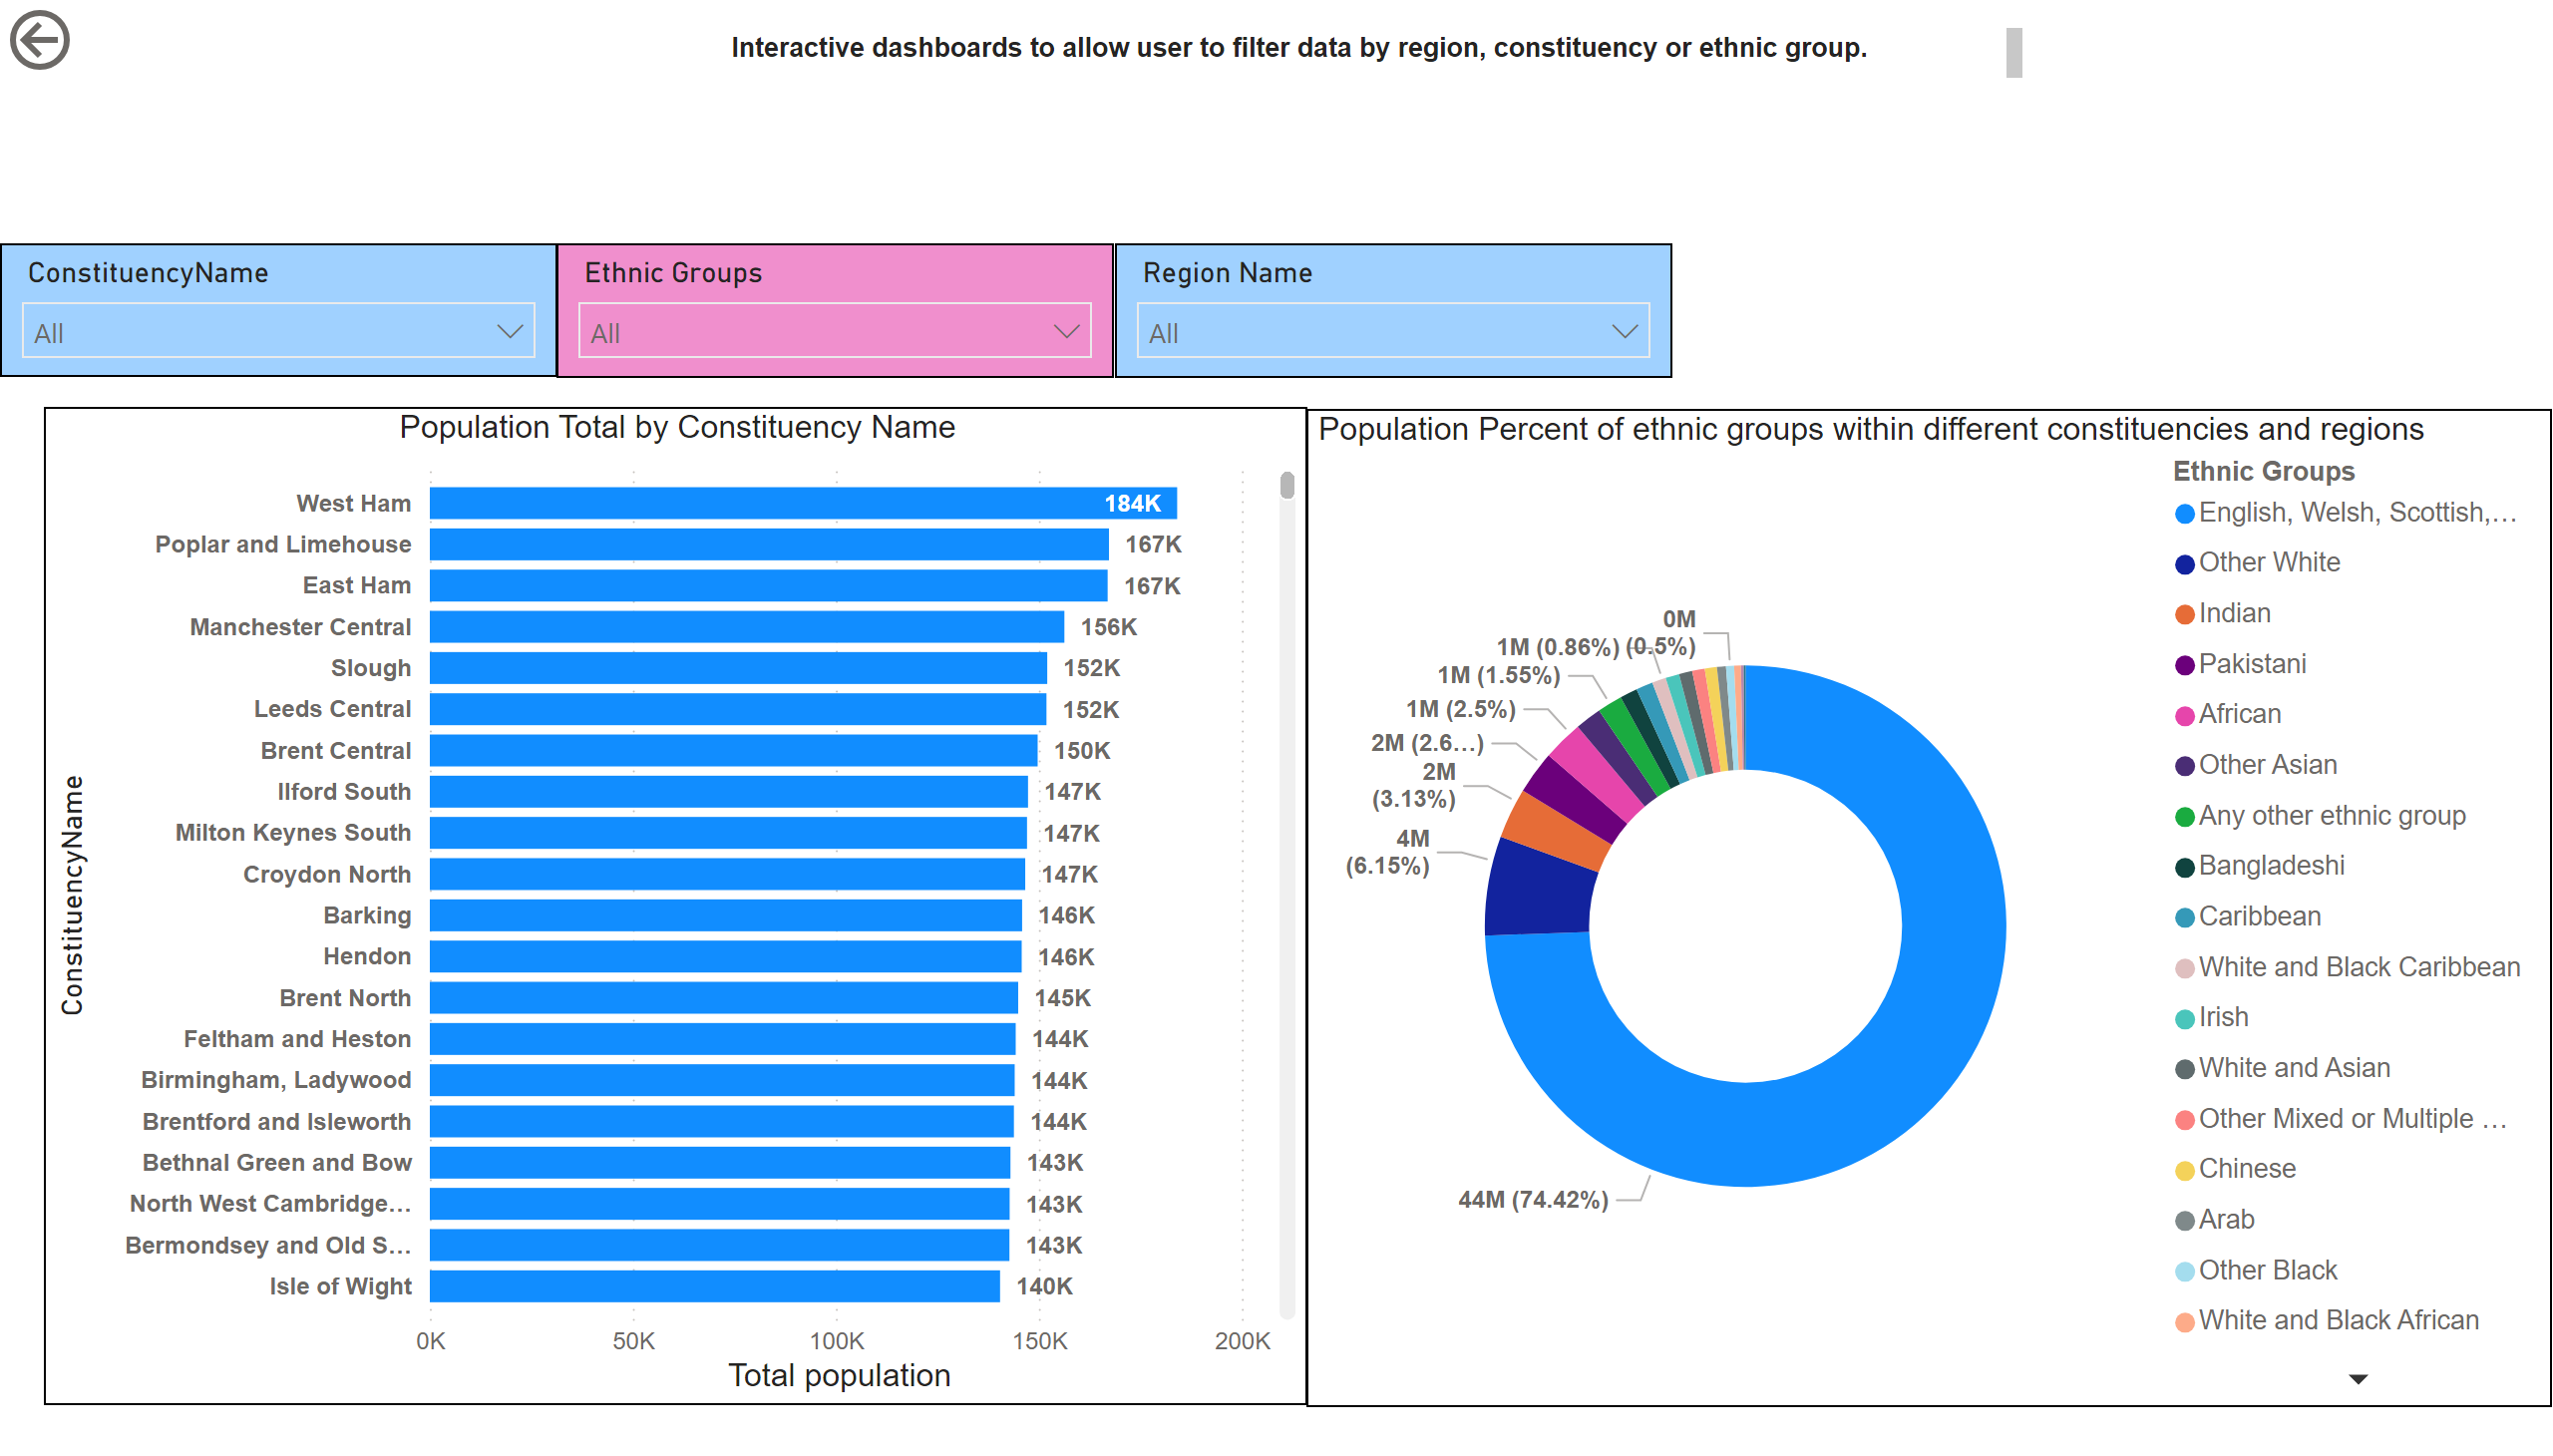 Interactive dashboards to allow user to filter data by region, constituency or ethnic group.
ConstituencyName
All
Ethnic Groups
All
Region Name
All
Population Total by Constituency Name
ConstituencyName
West Ham 184K
Poplar and Limehouse 167K
East Ham 167K
Manchester Central 156K
Slough 152K
Leeds Central 152K
Brent Central 150K
Ilford South 147K
Milton Keynes South 147K
Croydon North 147K
Barking 146K
Hendon 146K
Brent North 145K
Feltham and Heston 144K
Birmingham, Ladywood 144K
Brentford and Isleworth 144K
Bethnal Green and Bow 143K
North West Cambridge... 143K
Bermondsey and Old S... 143K
Isle of Wight 140K
0K 50K 100K 150K 200K
Total population
Population Percent of ethnic groups within different constituencies and regions
0M
(0.5%)
1M (0.86%)
1M (1.55%)
1M (2.5%)
2M (2.6...)
2M
(3.13%)
4M
(6.15%)
44M (74.42%)
Ethnic Groups
English, Welsh, Scottish,...
Other White
Indian
Pakistani
African
Other Asian
Any other ethnic group
Bangladeshi
Caribbean
White and Black Caribbean
Irish
White and Asian
Other Mixed or Multiple ...
Chinese
Arab
Other Black
White and Black African